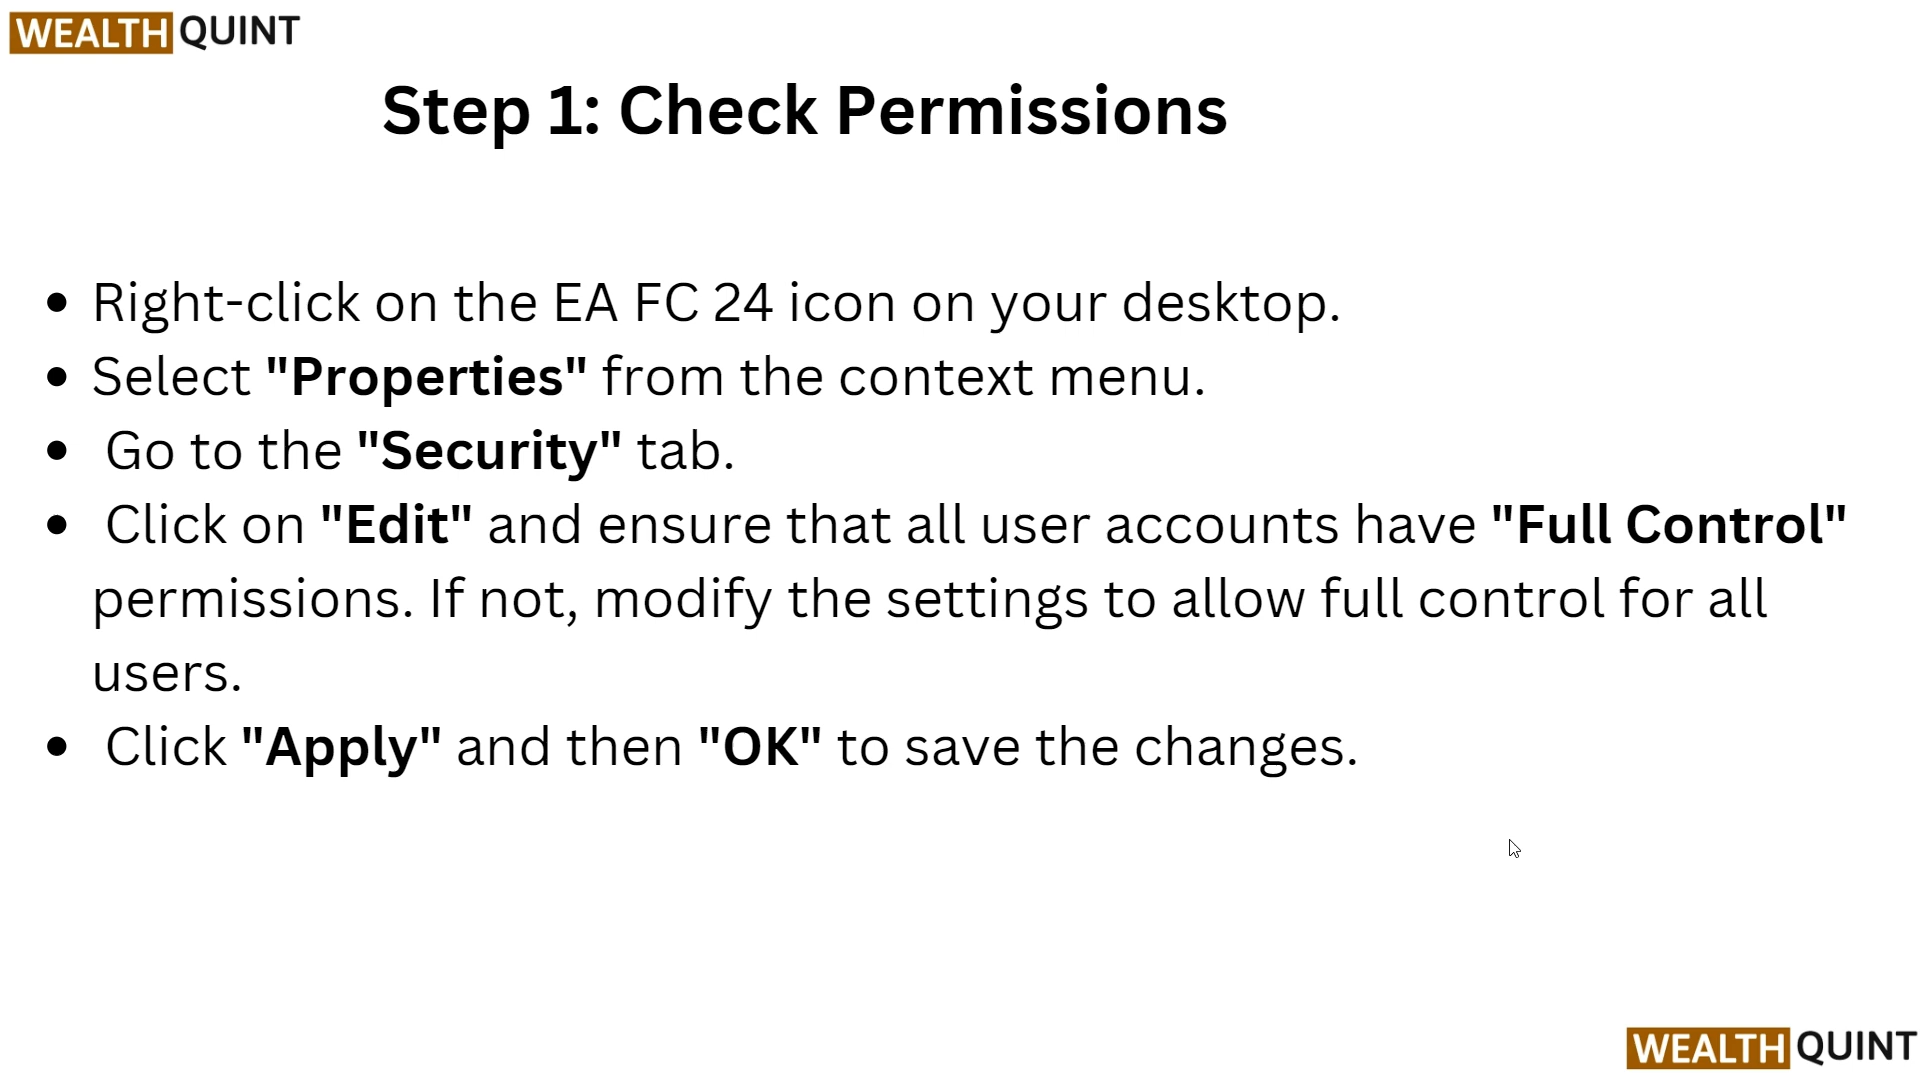 WEALTH QUINT
Step 1: Check Permissions
• Right-click on the EA FC 24 icon on your desktop.
• Select "Properties" from the context menu.
• Go to the "Security" tab.
• Click on "Edit" and ensure that all user accounts have "Full Control"
permissions. If not, modify the settings to allow full control for all
users.
• Click "Apply" and then "OK" to save the changes.
WEALTH QUINT